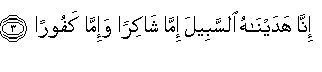 إِنَّا هَدَيْنَٰهُ ٱلسَّبِيلَ إِمَّا شَاكِرًا وَإِمَّا كَفُورًا ٣